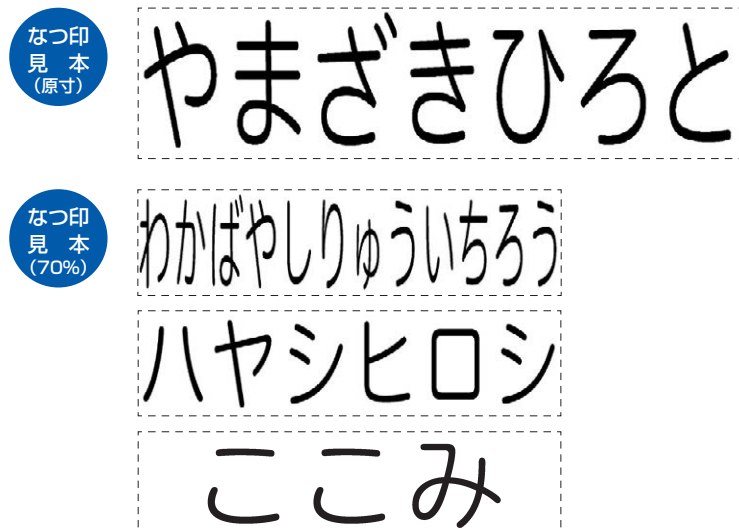 なつ印
見 本
(原寸)
やまざきひろと
なつ印
見 本
(70%)
わかばやしりゅういちろう
ハヤシヒロシ
ここみ